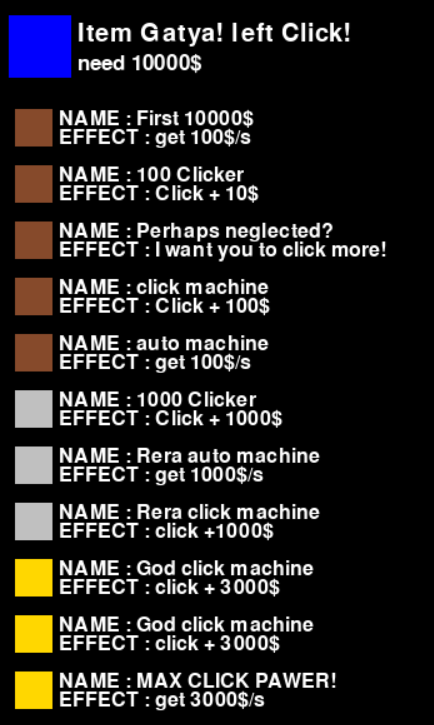 Item Gatya! left Click!
need 10000$
NAME : First 10000$
EFFECT : get 100$/s
NAME : 100 Clicker
EFFECT : Click + 10$
NAME : Perhaps neglected?
EFFECT : I want you to click more!
NAME : click machine
EFFECT : Click + 100$
NAME : auto machine
EFFECT : get 100$/s
NAME : 1000 Clicker
EFFECT : Click + 1000$
NAME : Rera auto machine
EFFECT : get 1000$/s
NAME : Rera click machine
EFFECT : click +1000$
NAME : God click machine
EFFECT : click + 3000$
NAME : God click machine
EFFECT : click + 3000$
NAME : MAX CLICK PAWER!
EFFECT : get 3000$/s